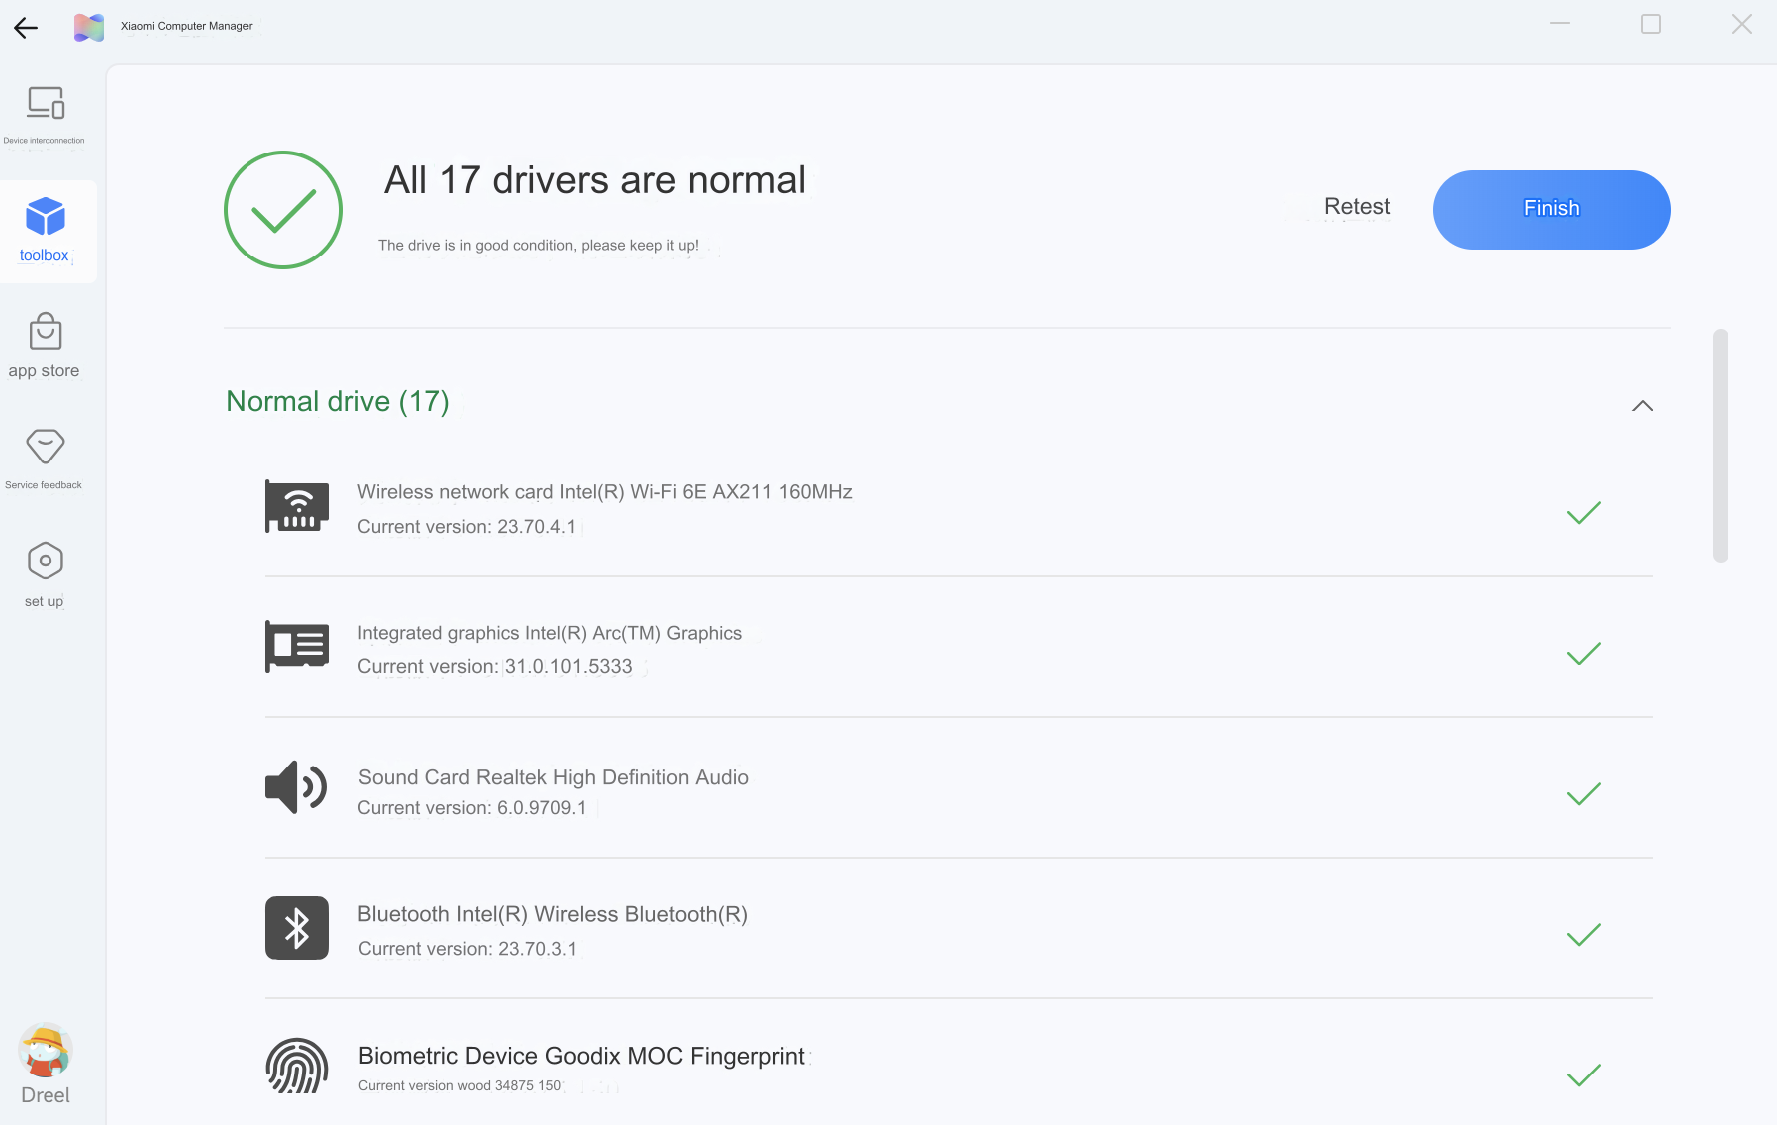 Xiaomi Computer Manager
Device interconnection
toolbox
app store
Service feedback
set up
Dreel
All 17 drivers are normal
The drive is in good condition, please keep it up!
Retest
Finish
Normal drive (17)
Wireless network card Intel(R) Wi-Fi 6E AX211 160MHz
Current version: 23.70.4.1
Integrated graphics Intel(R) Arc(TM) Graphics
Current version: 31.0.101.5333
Sound Card Realtek High Definition Audio
Current version: 6.0.9709.1
Bluetooth Intel(R) Wireless Bluetooth(R)
Current version: 23.70.3.1
Biometric Device Goodix MOC Fingerprint
Current version wood 34875 150